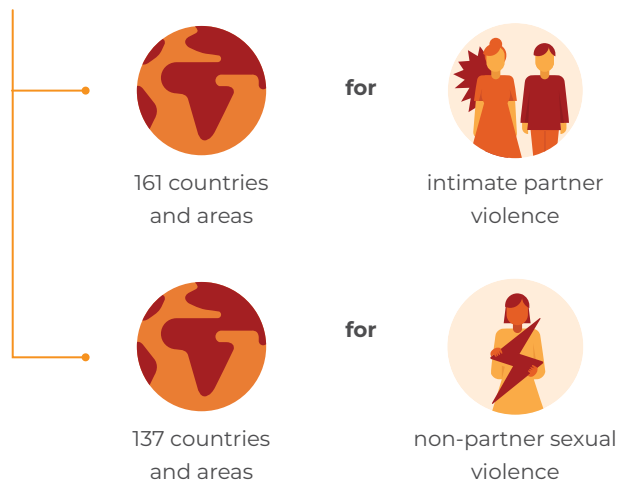 for
161 countries
and areas
intimate partner
violence
for
137 countries
and areas
non-partner sexual
violence